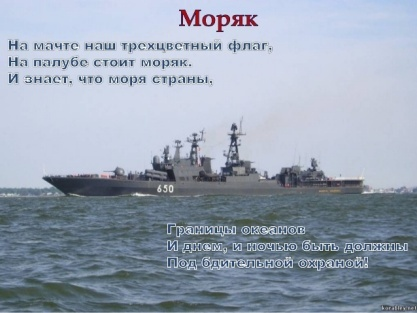 Моряк
На мачте наш трехцветный флаг,
На палубе стоит моряк.
И знает, что моря страны,
650
Границы океанов
И днем, и ночью быть должны
Под бдительной охраной!